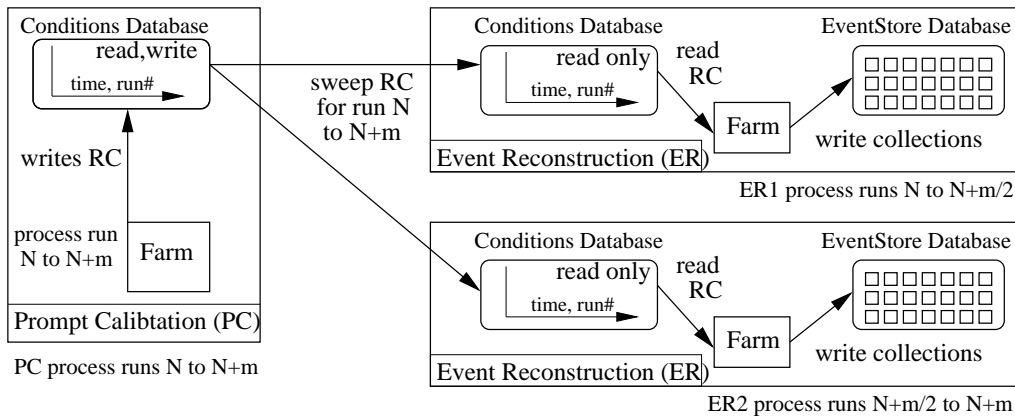 Conditions Database
read,write
time, run#
writes RC
process run
N to N+m
Farm
Prompt Calibtation (PC)
PC process runs N to N+m
sweep RC
for run N
to N+m
Conditions Database
read only
time, run#
read
RC
Farm
EventStore Database
write collections
Event Reconstruction (ER)
ER1 process runs N to N+m/2
Conditions Database
read only
time, run#
read
RC
Farm
EventStore Database
write collections
Event Reconstruction (ER)
ER2 process runs N+m/2 to N+m